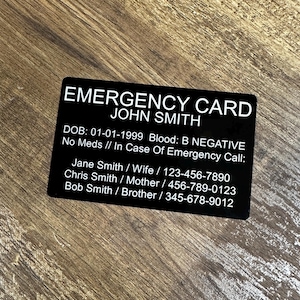 EMERGENCY CARD
JOHN SMITH
DOB: 01-01-1999 Blood: B NEGATIVE
No Meds // In Case Of Emergency Call:
Jane Smith / Wife / 123-456-7890
Chris Smith / Mother / 456-789-0123
Bob Smith / Brother / 345-678-9012